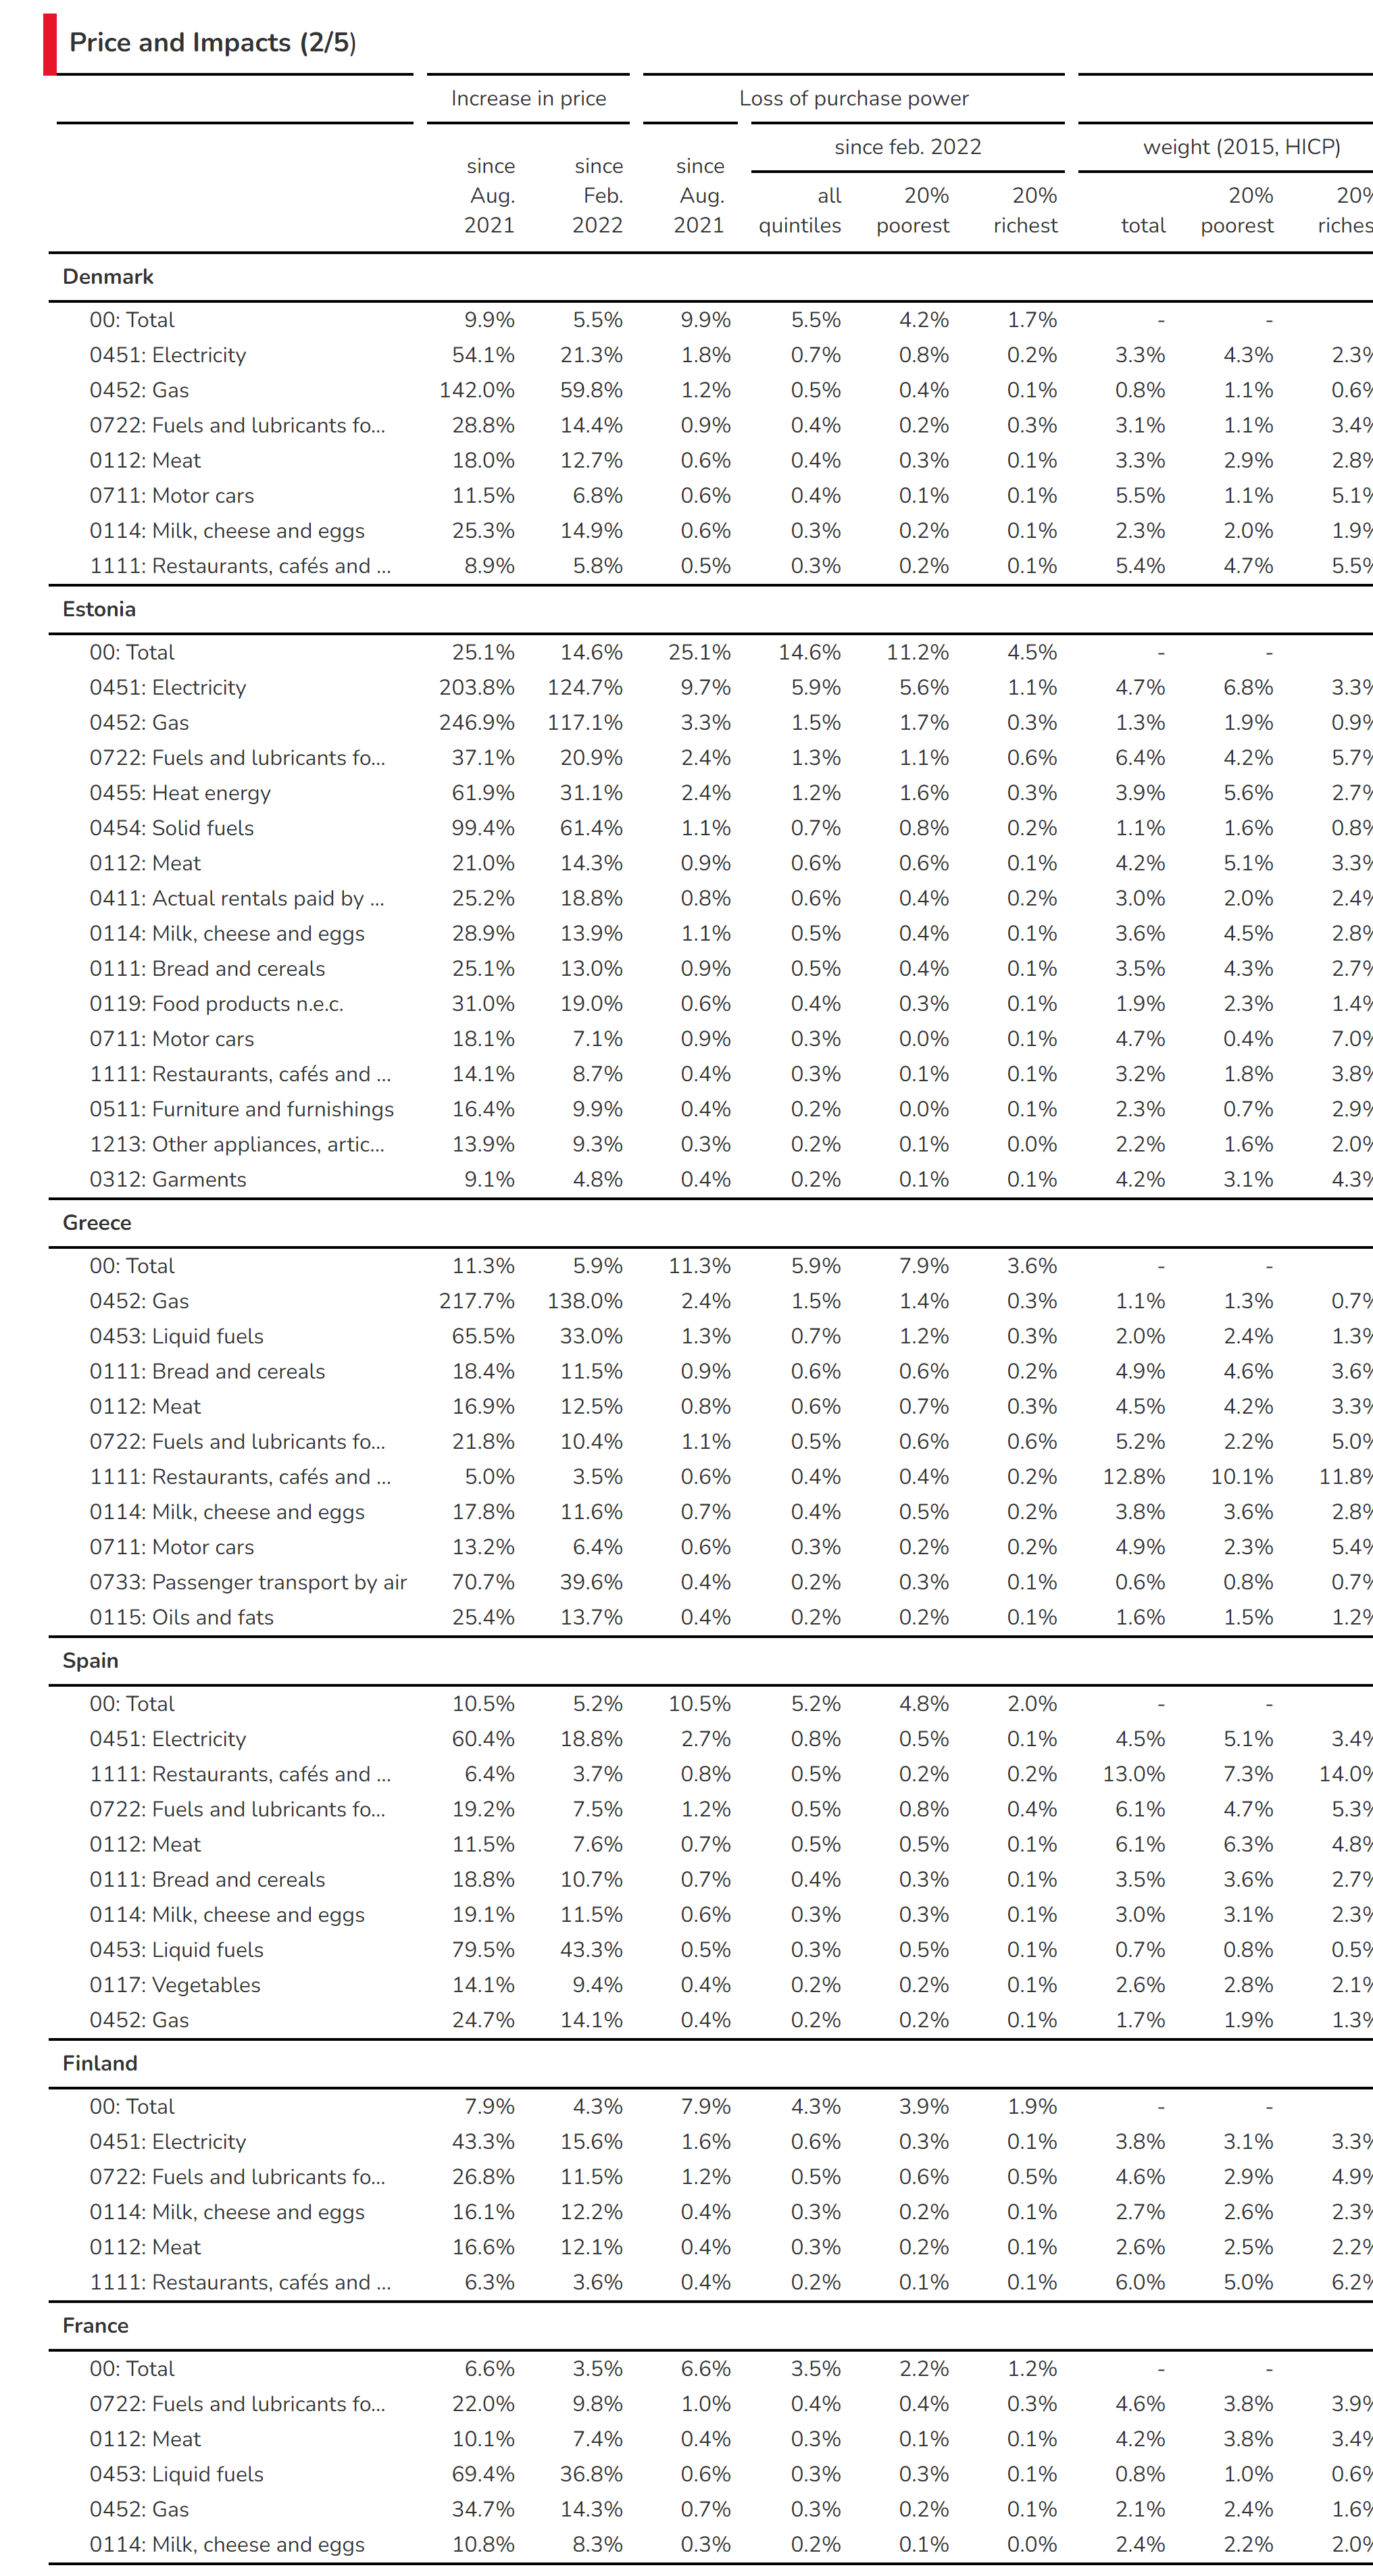 Price and Impacts (2/5)
Increase in price Loss of purchase power
since feb. 2022 weight (2015, HICP)
since since since
Aug. Feb. Aug. all 20% 20% 20% 20%
2021 2022 2021 quintiles poorest richest total poorest riches
Denmark
00: Total 9.9% 5.5% 9.9% 5.5% 4.2% 1.7% - -
0451: Electricity 54.1% 21.3% 1.8% 0.7% 0.8% 0.2% 3.3% 4.3% 2.3%
0452: Gas 142.0% 59.8% 1.2% 0.5% 0.4% 0.1% 0.8% 1.1% 0.6%
0722: Fuels and lubricants fo... 28.8% 14.4% 0.9% 0.4% 0.2% 0.3% 3.1% 1.1% 3.4%
0112: Meat 18.0% 12.7% 0.6% 0.4% 0.3% 0.1% 3.3% 2.9% 2.8%
0711: Motor cars 11.5% 6.8% 0.6% 0.4% 0.1% 0.1% 5.5% 1.1% 5.1%
0114: Milk, cheese and eggs 25.3% 14.9% 0.6% 0.3% 0.2% 0.1% 2.3% 2.0% 1.9%
1111: Restaurants, cafés and ... 8.9% 5.8% 0.5% 0.3% 0.2% 0.1% 5.4% 4.7% 5.5%
Estonia
00: Total 25.1% 14.6% 25.1% 14.6% 11.2% 4.5% - -
0451: Electricity 203.8% 124.7% 9.7% 5.9% 5.6% 1.1% 4.7% 6.8% 3.3%
0452: Gas 246.9% 117.1% 3.3% 1.5% 1.7% 0.3% 1.3% 1.9% 0.9%
0722: Fuels and lubricants fo... 37.1% 20.9% 2.4% 1.3% 1.1% 0.6% 6.4% 4.2% 5.7%
0455: Heat energy 61.9% 31.1% 2.4% 1.2% 1.6% 0.3% 3.9% 5.6% 2.7%
0454: Solid fuels 99.4% 61.4% 1.1% 0.7% 0.8% 0.2% 1.1% 1.6% 0.8%
0112: Meat 21.0% 14.3% 0.9% 0.6% 0.6% 0.1% 4.2% 5.1% 3.3%
0411: Actual rentals paid by ... 25.2% 18.8% 0.8% 0.6% 0.4% 0.2% 3.0% 2.0% 2.4%
0114: Milk, cheese and eggs 28.9% 13.9% 1.1% 0.5% 0.4% 0.1% 3.6% 4.5% 2.8%
0111: Bread and cereals 25.1% 13.0% 0.9% 0.5% 0.4% 0.1% 3.5% 4.3% 2.7%
0119: Food products n.e.c. 31.0% 19.0% 0.6% 0.4% 0.3% 0.1% 1.9% 2.3% 1.4%
0711: Motor cars 18.1% 7.1% 0.9% 0.3% 0.0% 0.1% 4.7% 0.4% 7.0%
1111: Restaurants, cafés and ... 14.1% 8.7% 0.4% 0.3% 0.1% 0.1% 3.2% 1.8% 3.8%
0511: Furniture and furnishings 16.4% 9.9% 0.4% 0.2% 0.0% 0.1% 2.3% 0.7% 2.9%
1213: Other appliances, artic... 13.9% 9.3% 0.3% 0.2% 0.1% 0.0% 2.2% 1.6% 2.0%
0312: Garments 9.1% 4.8% 0.4% 0.2% 0.1% 0.1% 4.2% 3.1% 4.3%
Greece
00: Total 11.3% 5.9% 11.3% 5.9% 7.9% 3.6% - -
0452: Gas 217.7% 138.0% 2.4% 1.5% 1.4% 0.3% 1.1% 1.3% 0.7%
0453: Liquid fuels 65.5% 33.0% 1.3% 0.7% 1.2% 0.3% 2.0% 2.4% 1.3%
0111: Bread and cereals 18.4% 11.5% 0.9% 0.6% 0.6% 0.2% 4.9% 4.6% 3.6%
0112: Meat 16.9% 12.5% 0.8% 0.6% 0.7% 0.3% 4.5% 4.2% 3.3%
0722: Fuels and lubricants fo... 21.8% 10.4% 1.1% 0.5% 0.6% 0.6% 5.2% 2.2% 5.0%
1111: Restaurants, cafés and ... 5.0% 3.5% 0.6% 0.4% 0.4% 0.2% 12.8% 10.1% 11.8%
0114: Milk, cheese and eggs 17.8% 11.6% 0.7% 0.4% 0.5% 0.2% 3.8% 3.6% 2.8%
0711: Motor cars 13.2% 6.4% 0.6% 0.3% 0.2% 0.2% 4.9% 2.3% 5.4%
0733: Passenger transport by air 70.7% 39.6% 0.4% 0.2% 0.3% 0.1% 0.6% 0.8% 0.7%
0115: Oils and fats 25.4% 13.7% 0.4% 0.2% 0.2% 0.1% 1.6% 1.5% 1.2%
Spain
00: Total 10.5% 5.2% 10.5% 5.2% 4.8% 2.0% - -
0451: Electricity 60.4% 18.8% 2.7% 0.8% 0.5% 0.1% 4.5% 5.1% 3.4%
1111: Restaurants, cafés and ... 6.4% 3.7% 0.8% 0.5% 0.2% 0.2% 13.0% 7.3% 14.0%
0722: Fuels and lubricants fo... 19.2% 7.5% 1.2% 0.5% 0.8% 0.4% 6.1% 4.7% 5.3%
0112: Meat 11.5% 7.6% 0.7% 0.5% 0.5% 0.1% 6.1% 6.3% 4.8%
0111: Bread and cereals 18.8% 10.7% 0.7% 0.4% 0.3% 0.1% 3.5% 3.6% 2.7%
0114: Milk, cheese and eggs 19.1% 11.5% 0.6% 0.3% 0.3% 0.1% 3.0% 3.1% 2.3%
0453: Liquid fuels 79.5% 43.3% 0.5% 0.3% 0.5% 0.1% 0.7% 0.8% 0.5%
0117: Vegetables 14.1% 9.4% 0.4% 0.2% 0.2% 0.1% 2.6% 2.8% 2.1%
0452: Gas 24.7% 14.1% 0.4% 0.2% 0.2% 0.1% 1.7% 1.9% 1.3%
Finland
00: Total 7.9% 4.3% 7.9% 4.3% 3.9% 1.9% - -
0451: Electricity 43.3% 15.6% 1.6% 0.6% 0.3% 0.1% 3.8% 3.1% 3.3%
0722: Fuels and lubricants fo... 26.8% 11.5% 1.2% 0.5% 0.6% 0.5% 4.6% 2.9% 4.9%
0114: Milk, cheese and eggs 16.1% 12.2% 0.4% 0.3% 0.2% 0.1% 2.7% 2.6% 2.3%
0112: Meat 16.6% 12.1% 0.4% 0.3% 0.2% 0.1% 2.6% 2.5% 2.2%
1111: Restaurants, cafés and ... 6.3% 3.6% 0.4% 0.2% 0.1% 0.1% 6.0% 5.0% 6.2%
France
00: Total 6.6% 3.5% 6.6% 3.5% 2.2% 1.2% - -
0722: Fuels and lubricants fo... 22.0% 9.8% 1.0% 0.4% 0.4% 0.3% 4.6% 3.8% 3.9%
0112: Meat 10.1% 7.4% 0.4% 0.3% 0.1% 0.1% 4.2% 3.8% 3.4%
0453: Liquid fuels 69.4% 36.8% 0.6% 0.3% 0.3% 0.1% 0.8% 1.0% 0.6%
0452: Gas 34.7% 14.3% 0.7% 0.3% 0.2% 0.1% 2.1% 2.4% 1.6%
0114: Milk, cheese and eggs 10.8% 8.3% 0.3% 0.2% 0.1% 0.0% 2.4% 2.2% 2.0%